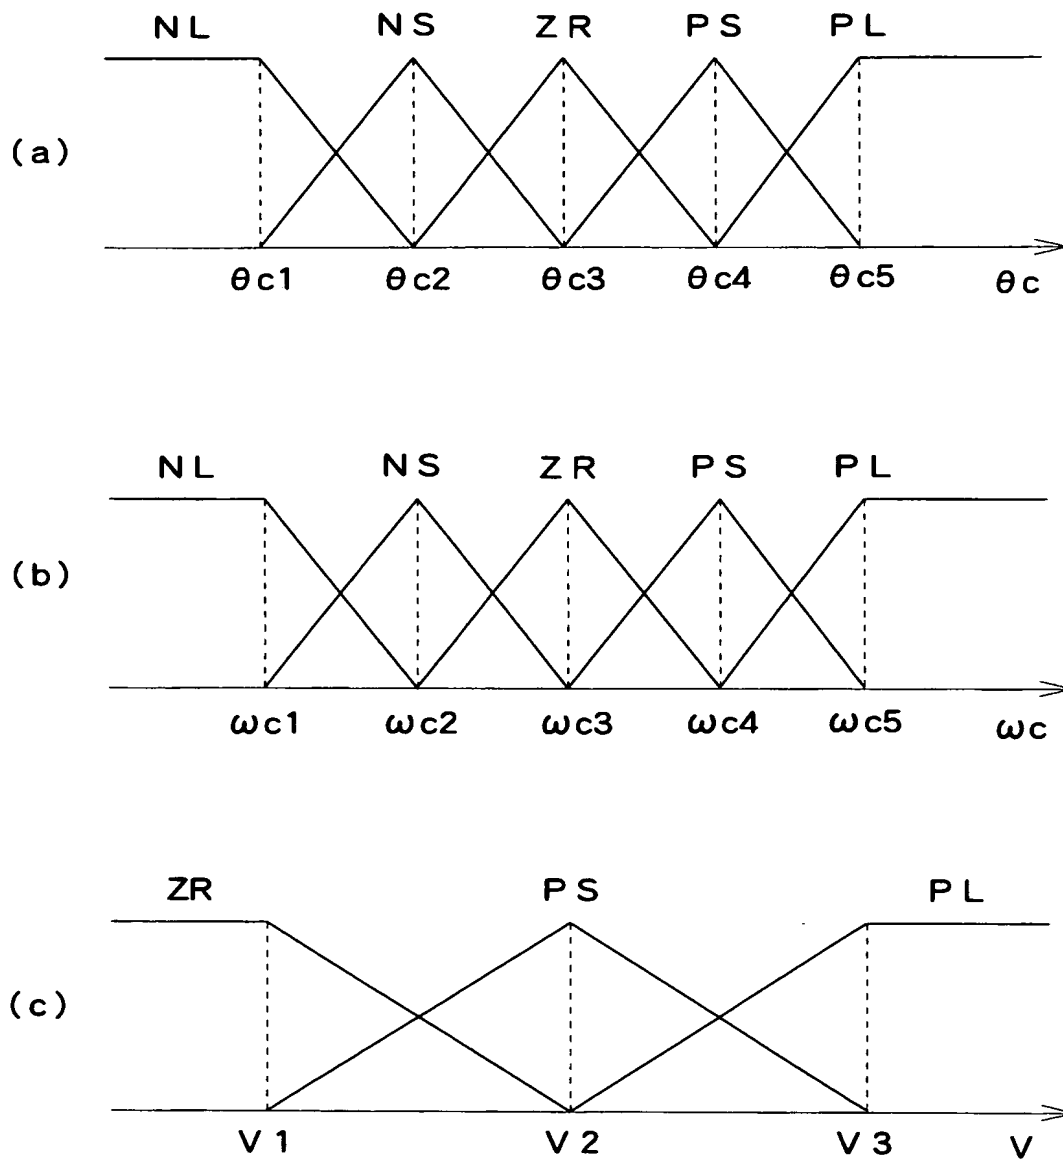 NL NS ZR PS PL
(a)
θc1 θc2 θc3 θc4 θc5 θc
NL NS ZR PS PL
(b)
ωc1 ωc2 ωc3 ωc4 ωc5 ωc
ZR PS PL
(c)
V1 V2 V3 V